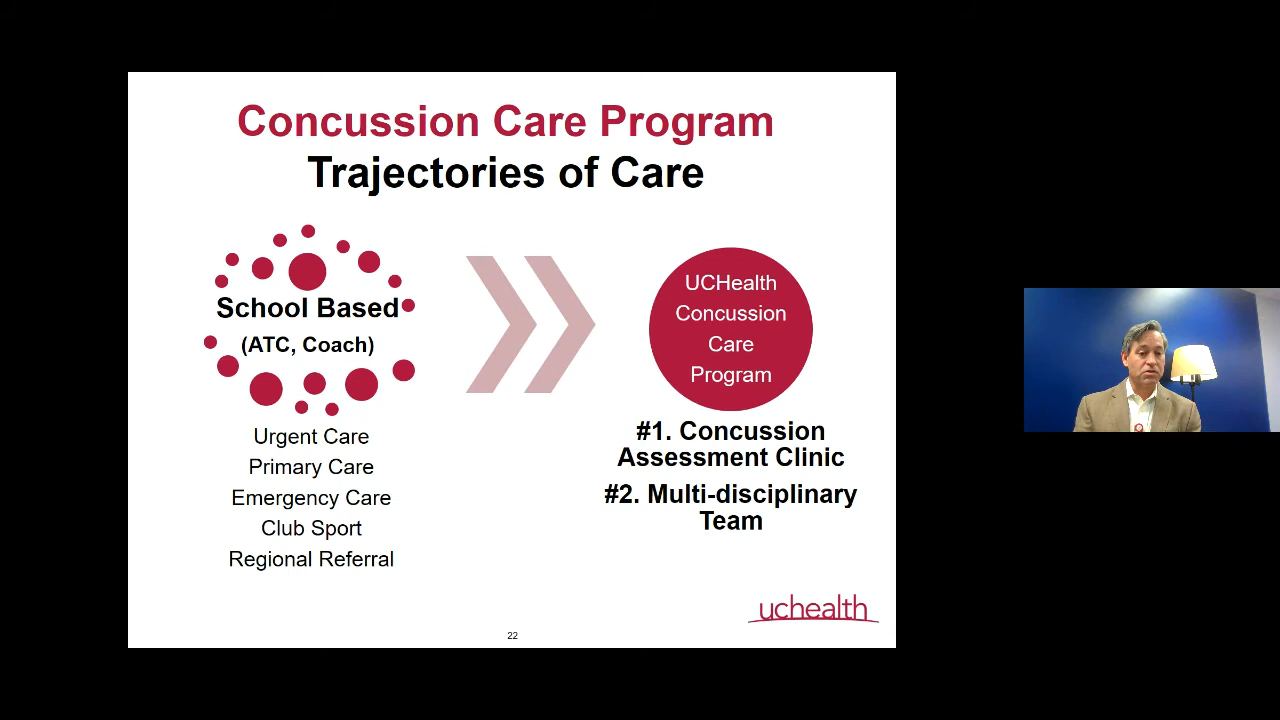 Concussion Care Program
Trajectories of Care
School Based
(ATC, Coach)
Urgent Care
Primary Care
Emergency Care
Club Sport
Regional Referral
UCHealth
Concussion
Care
Program
#1. Concussion
Assessment Clinic
#2. Multi-disciplinary
Team
uchealth
22